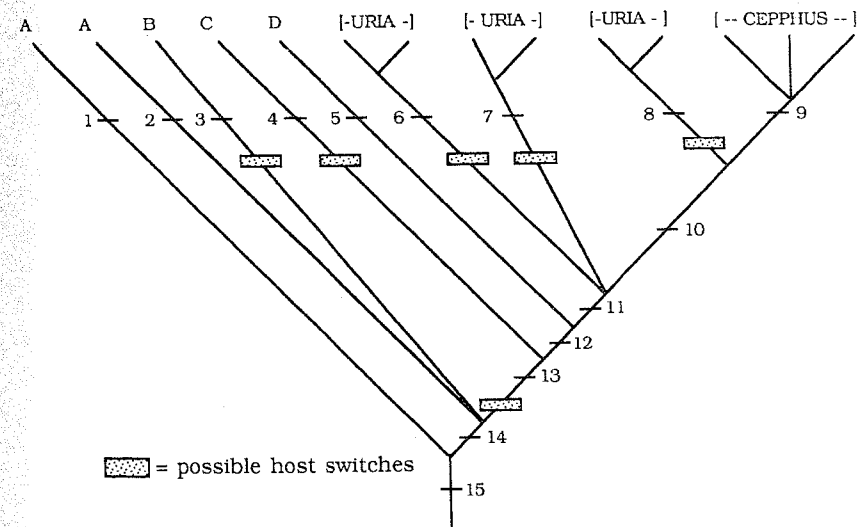 A A B C D [-URIA -] [- URIA -] [-URIA - ] [ -- CEPPHUS -- ]
1 2 3 4 5 6 7 8 9
10
11
12
13
14
= possible host switches
15